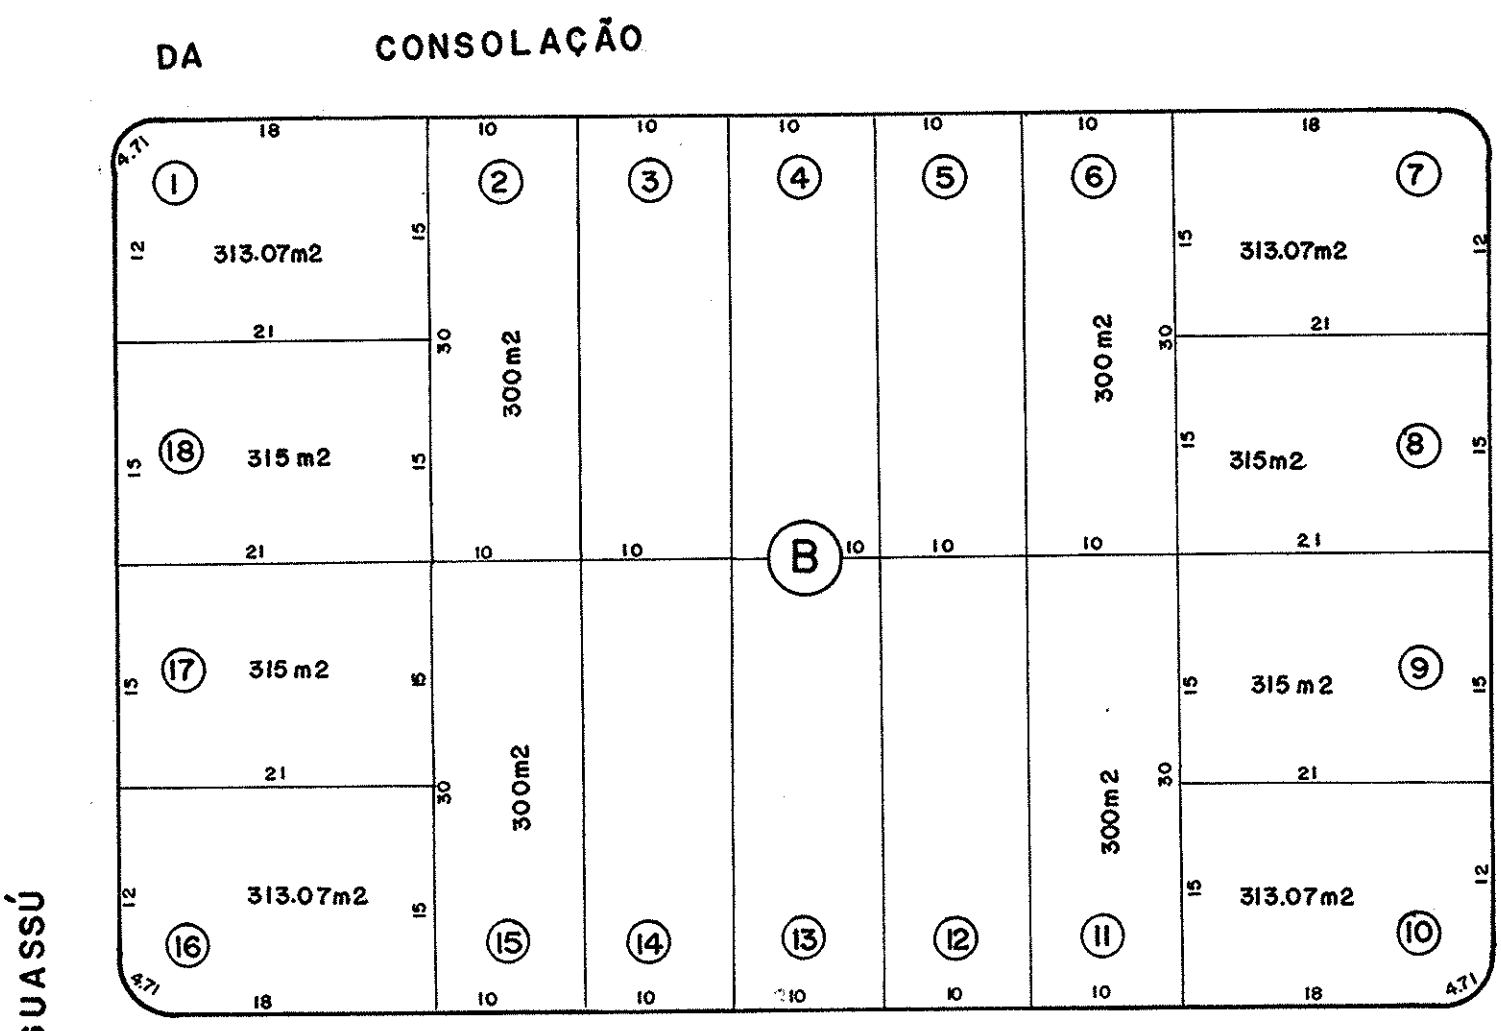 DA CONSOLAÇÃO
4.71 18 10 10 10 10 10 18
1 2 3 4 5 6 7
12 313.07m2 15 15 313.07m2 12
21 30 300m2 300m2 30 21
15 18 315 m2 15 15 315m2 8 15
21 10 10 B 10 10 10 21
15 17 315 m2 15 15 315 m2 9 15
21 30 300m2 300m2 30 21
12 313.07m2 15 15 313.07m2 12
16 15 14 13 12 11 10
4.71 18 10 10 10 10 10 18 4.71
GUASSÚ